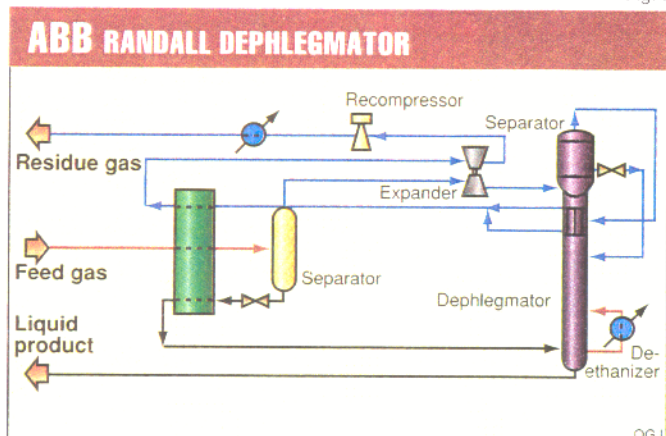 ABB RANDALL DEPHLEGMATOR
Recompressor
Separator
Residue gas
Expander
Feed gas
Separator
Dephlegmator
Liquid
product
De-
ethanizer